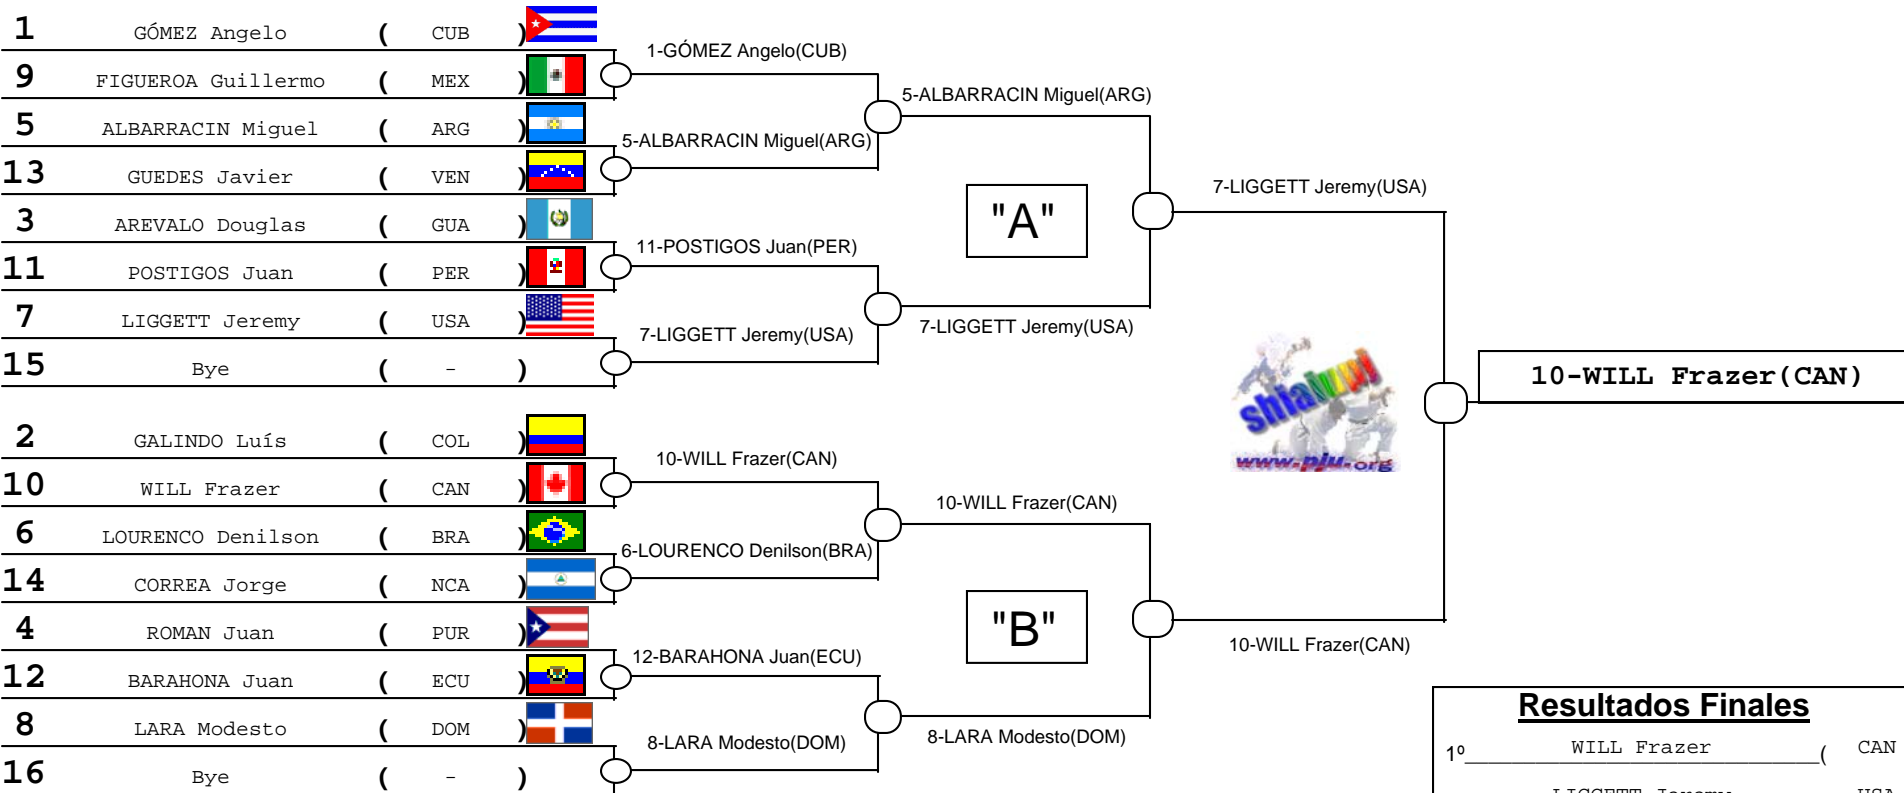 1 GÓMEZ Angelo ( CUB )
9 FIGUEROA Guillermo ( MEX )
5 ALBARRACIN Miguel ( ARG )
13 GUEDES Javier ( VEN )
3 AREVALO Douglas ( GUA )
11 POSTIGOS Juan ( PER )
7 LIGGETT Jeremy ( USA )
15 Bye ( - )
2 GALINDO Luís ( COL )
10 WILL Frazer ( CAN )
6 LOURENCO Denilson ( BRA )
14 CORREA Jorge ( NCA )
4 ROMAN Juan ( PUR )
12 BARAHONA Juan ( ECU )
8 LARA Modesto ( DOM )
16 Bye ( - )
1-GÓMEZ Angelo(CUB)
5-ALBARRACIN Miguel(ARG)
11-POSTIGOS Juan(PER)
7-LIGGETT Jeremy(USA)
10-WILL Frazer(CAN)
6-LOURENCO Denilson(BRA)
12-BARAHONA Juan(ECU)
8-LARA Modesto(DOM)
5-ALBARRACIN Miguel(ARG)
"A"
7-LIGGETT Jeremy(USA)
10-WILL Frazer(CAN)
"B"
8-LARA Modesto(DOM)
7-LIGGETT Jeremy(USA)
shiaiwpj
www.pju.org
10-WILL Frazer(CAN)
10-WILL Frazer(CAN)
Resultados Finales
1º WILL Frazer ( CAN
LIGGETT Jeremy USA